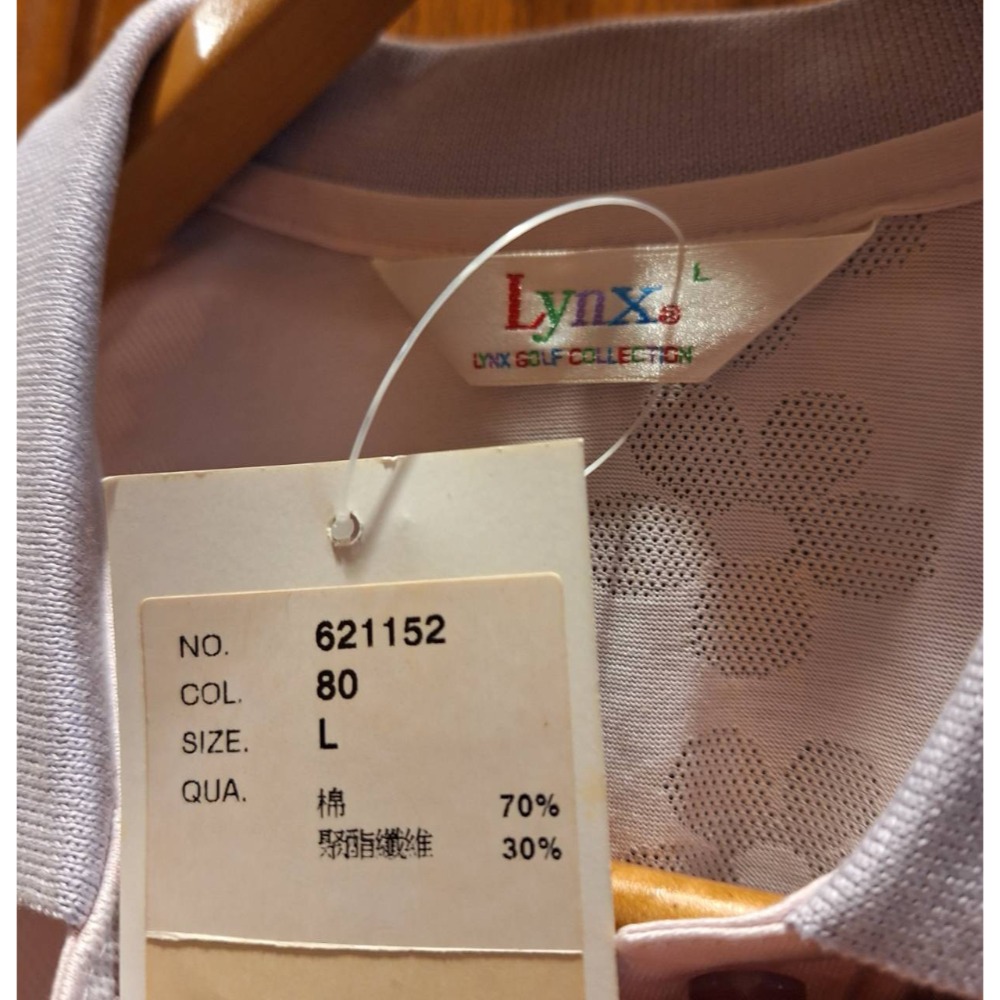 Lynx® L
LYNX GOLF COLLECTION
NO. 621152
COL. 80
SIZE. L
QUA.
棉 70%
聚酯纖維 30%